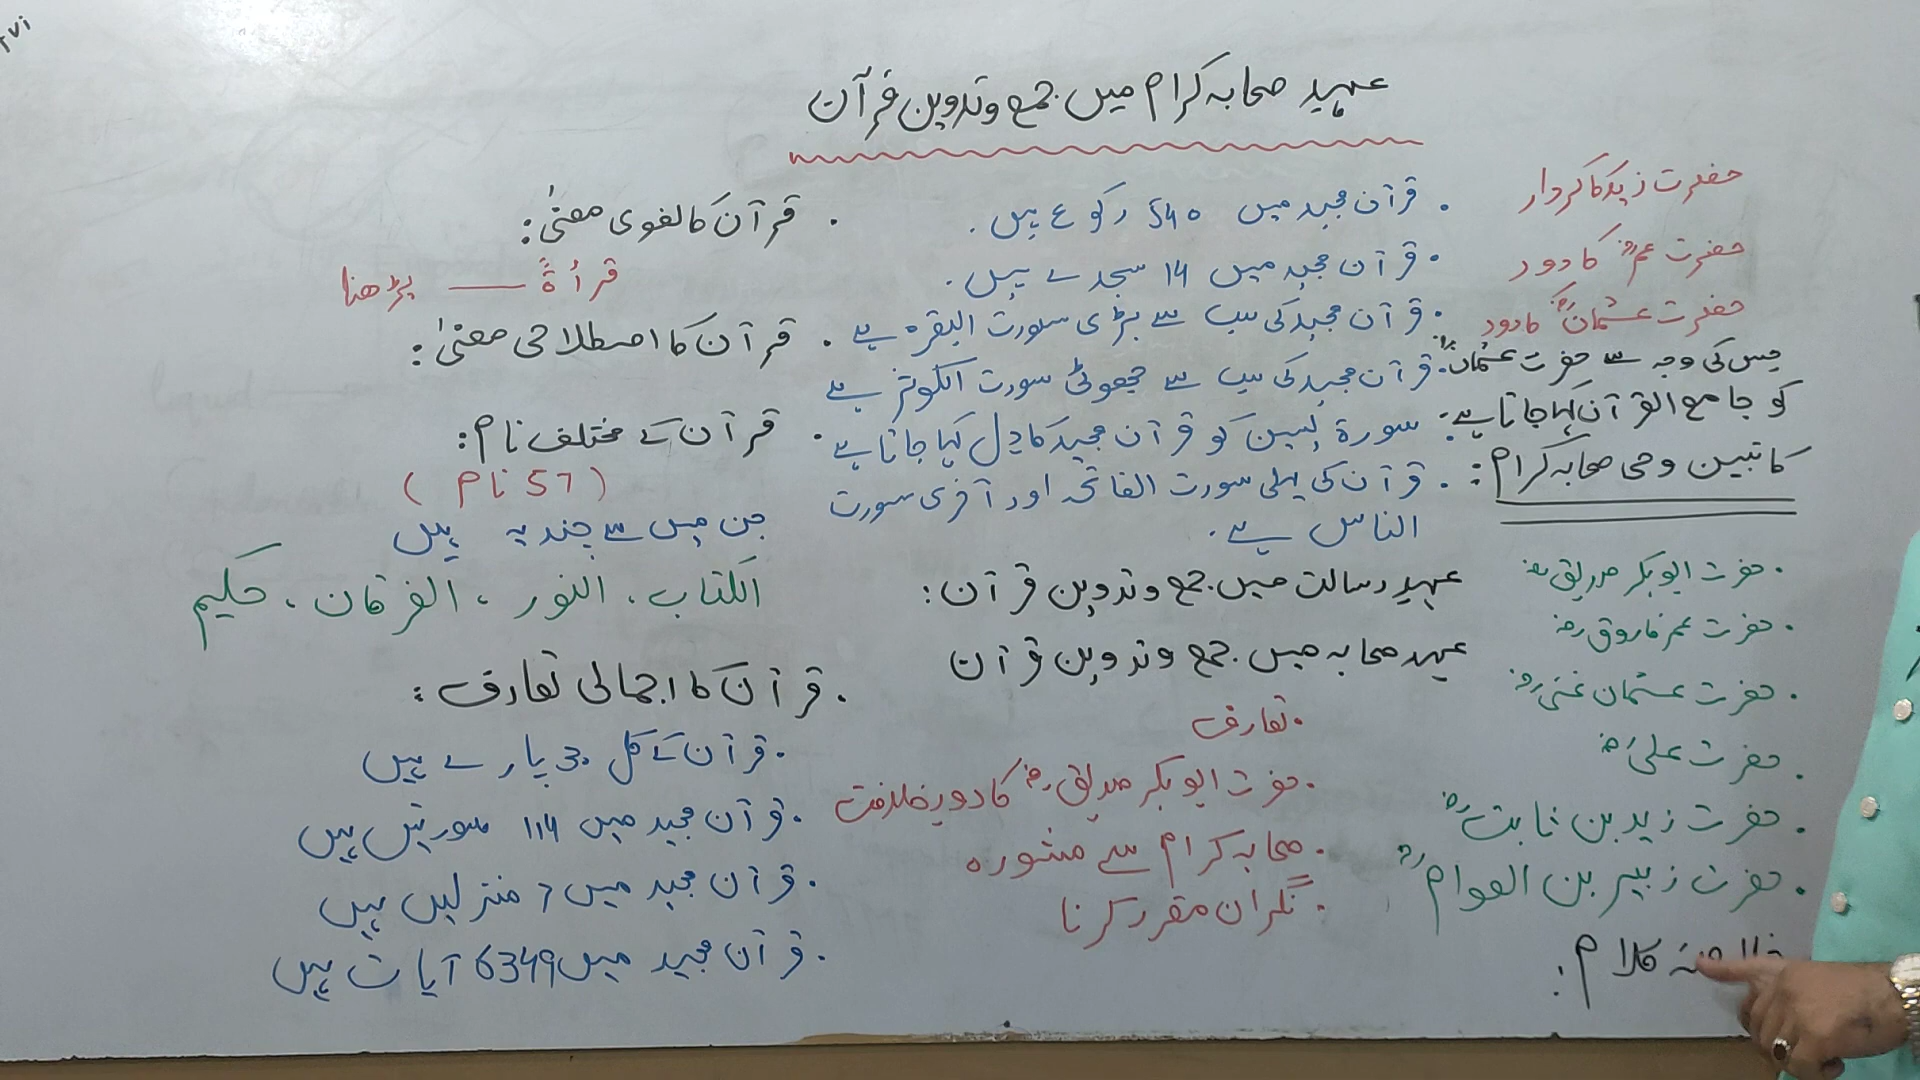 عہدِ صحابہ کرام میں جمع و تدوین قرآن
حضرت زید کا کردار
حضرت عمرؓ کا دور
حضرت عثمانؓ کا دور
جس کی وجہ سے حضرت عثمانؓ
کو جامع القرآن کہا جاتا ہے۔
کاتبین وحی صحابہ کرام:
. حضرت ابوبکر صدیقؓ
. حضرت عمر فاروقؓ
. حضرت عثمان غنیؓ
. حضرت علیؓ
. حضرت زید بن ثابتؓ
. حضرت زبیر بن العوامؓ
خلاصۂ کلام:
. قرآن مجید میں 540 رکوع ہیں.
. قرآن مجید میں 14 سجدے ہیں.
. قرآن مجید کی سب سے بڑی سورت البقرہ ہے
. قرآن مجید کی سب سے چھوٹی سورت الکوثر ہے
. سورۃ یٰسین کو قرآن مجید کا دل کہا جاتا ہے
. قرآن کی پہلی سورت الفاتحہ اور آخری سورت
الناس ہے.
عہدِ رسالت میں جمع و تدوین قرآن:
عہد صحابہ میں جمع و تدوین قرآن
. تعارف
. حضرت ابوبکر صدیقؓ کا دورِ خلافت
. صحابہ کرام سے مشورہ
. نگران مقرر کرنا
. قرآن کا لغوی معنیٰ:
قرأۃً —— پڑھنا
. قرآن کا اصطلاحی معنیٰ:
. قرآن کے مختلف نام:
(57 نام)
جن میں سے چند یہ ہیں
الکتاب، النور، الفرقان، حکیم
. قرآن کا اجمالی تعارف:
. قرآن کے کل 30 پارے ہیں
. قرآن مجید میں 114 سورتیں ہیں
. قرآن مجید میں 7 منزلیں ہیں
. قرآن مجید میں 6349 آیات ہیں